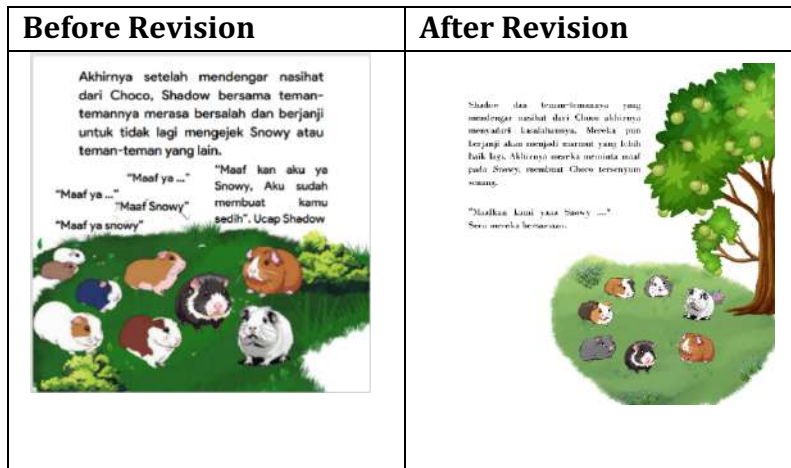 Before Revision
After Revision
Akhirnya setelah mendengar nasihat
dari Choco, Shadow bersama teman-
temannya merasa bersalah dan berjanji
untuk tidak lagi mengejek Snowy atau
teman-teman yang lain.
"Maaf ya ..."
"Maaf ya ..."
"Maaf Snowy"
"Maaf ya snowy"
"Maaf kan aku ya
Snowy, Aku sudah
membuat kamu
sedih". Ucap Shadow
Shadow dan teman-temannya yang
mendengar nasihat dari Choco akhirnya
menyadari kesalahannya. Mereka pun
berjanji akan menjadi marmut yang lebih
baik lagi. Akhirnya mereka meminta maaf
pada Snowy, membuat Choco tersenyum
senang.
"Maafkan kami yaaa Snowy ...."
Seru mereka bersamaan.